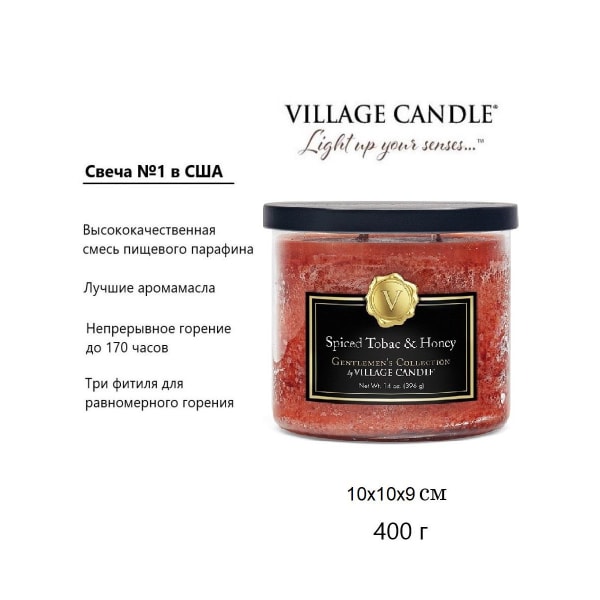 VILLAGE CANDLE®
Light up your senses...™
Свеча №1 в США
Высококачественная
смесь пищевого парафина
Лучшие аромамасла
Непрерывное горение
до 170 часов
Три фитиля для
равномерного горения
V
Spiced Tobac & Honey
GENTLEMEN'S COLLECTION
by VILLAGE CANDLE®
Net Wt. 14 oz. (396 g)
10x10x9 см
400 г